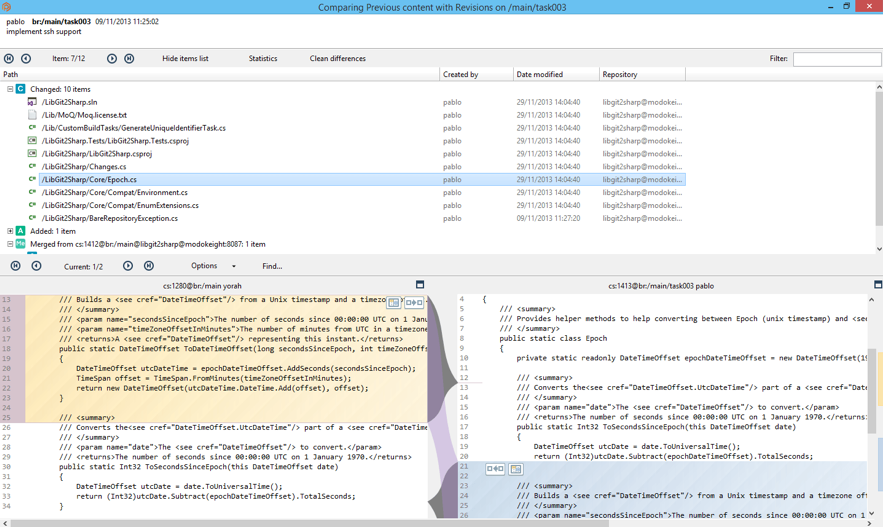 Comparing Previous content with Revisions on /main/task003
pablo br:/main/task003 09/11/2013 11:25:02
implement ssh support
Item: 7/12 Hide items list Statistics Clean differences Filter:
Path Created by Date modified Repository
C Changed: 10 items
/LibGit2Sharp.sln pablo 29/11/2013 14:04:40 libgit2sharp@modokei...
/Lib/MoQ/Moq.license.txt pablo 29/11/2013 14:04:40 libgit2sharp@modokei...
C# /Lib/CustomBuildTasks/GenerateUniqueIdentifierTask.cs pablo 29/11/2013 14:04:40 libgit2sharp@modokei...
C# /LibGit2Sharp.Tests/LibGit2Sharp.Tests.csproj pablo 29/11/2013 14:04:40 libgit2sharp@modokei...
C# /LibGit2Sharp/LibGit2Sharp.csproj pablo 29/11/2013 14:04:40 libgit2sharp@modokei...
C# /LibGit2Sharp/Changes.cs pablo 29/11/2013 14:04:40 libgit2sharp@modokei...
C# /LibGit2Sharp/Core/Epoch.cs pablo 29/11/2013 14:04:40 libgit2sharp@modokei...
C# /LibGit2Sharp/Core/Compat/Environment.cs pablo 29/11/2013 14:04:40 libgit2sharp@modokei...
C# /LibGit2Sharp/Core/Compat/EnumExtensions.cs pablo 29/11/2013 14:04:40 libgit2sharp@modokei...
C# /LibGit2Sharp/BareRepositoryException.cs pablo 09/11/2013 11:27:20 libgit2sharp@modokei...
A Added: 1 item
Me Merged from cs:1412@br:/main@libgit2sharp@modokeight:8087: 1 item
Current: 1/2 Options Find...
cs:1280@br:/main yorah
13 /// Builds a <see cref="DateTimeOffset"/> from a Unix timestamp and a timezo
14 /// </summary>
15 /// <param name="secondsSinceEpoch">The number of seconds since 00:00:00 UTC on 1 Janu
16 /// <param name="timeZoneOffsetInMinutes">The number of minutes from UTC in a timezone
17 /// <returns>A <see cref="DateTimeOffset"/> representing this instant.</returns>
18 public static DateTimeOffset ToDateTimeOffset(long secondsSinceEpoch, int timeZoneOffs
19 {
20 DateTimeOffset utcDateTime = epochDateTimeOffset.AddSeconds(secondsSinceEpoch);
21 TimeSpan offset = TimeSpan.FromMinutes(timeZoneOffsetInMinutes);
22 return new DateTimeOffset(utcDateTime.DateTime.Add(offset), offset);
23 }
24
25 /// <summary>
26 /// Converts the<see cref="DateTimeOffset.UtcDateTime"/> part of a <see cref="DateTime
27 /// </summary>
28 /// <param name="date">The <see cref="DateTimeOffset"/> to convert.</param>
29 /// <returns>The number of seconds since 00:00:00 UTC on 1 January 1970.</returns>
30 public static Int32 ToSecondsSinceEpoch(this DateTimeOffset date)
31 {
32 DateTimeOffset utcDate = date.ToUniversalTime();
33 return (Int32)utcDate.Subtract(epochDateTimeOffset).TotalSeconds;
34 }
cs:1413@br:/main/task003 pablo
4 {
5 /// <summary>
6 /// Provides helper methods to help converting between Epoch (unix timestamp) and <see
7 /// </summary>
8 public static class Epoch
9 {
10 private static readonly DateTimeOffset epochDateTimeOffset = new DateTimeOffset(19
11
12 /// <summary>
13 /// Converts the<see cref="DateTimeOffset.UtcDateTime"/> part of a <see cref="Date
14 /// </summary>
15 /// <param name="date">The <see cref="DateTimeOffset"/> to convert.</param>
16 /// <returns>The number of seconds since 00:00:00 UTC on 1 January 1970.</returns>
17 public static Int32 ToSecondsSinceEpoch(this DateTimeOffset date)
18 {
19 DateTimeOffset utcDate = date.ToUniversalTime();
20 return (Int32)utcDate.Subtract(epochDateTimeOffset).TotalSeconds;
21
22
23 /// <summary>
24 /// Builds a <see cref="DateTimeOffset"/> from a Unix timestamp and a timezone off
25 /// </summary>
26 /// <param name="secondsSinceEpoch">The number of seconds since 00:00:00 UTC on 1